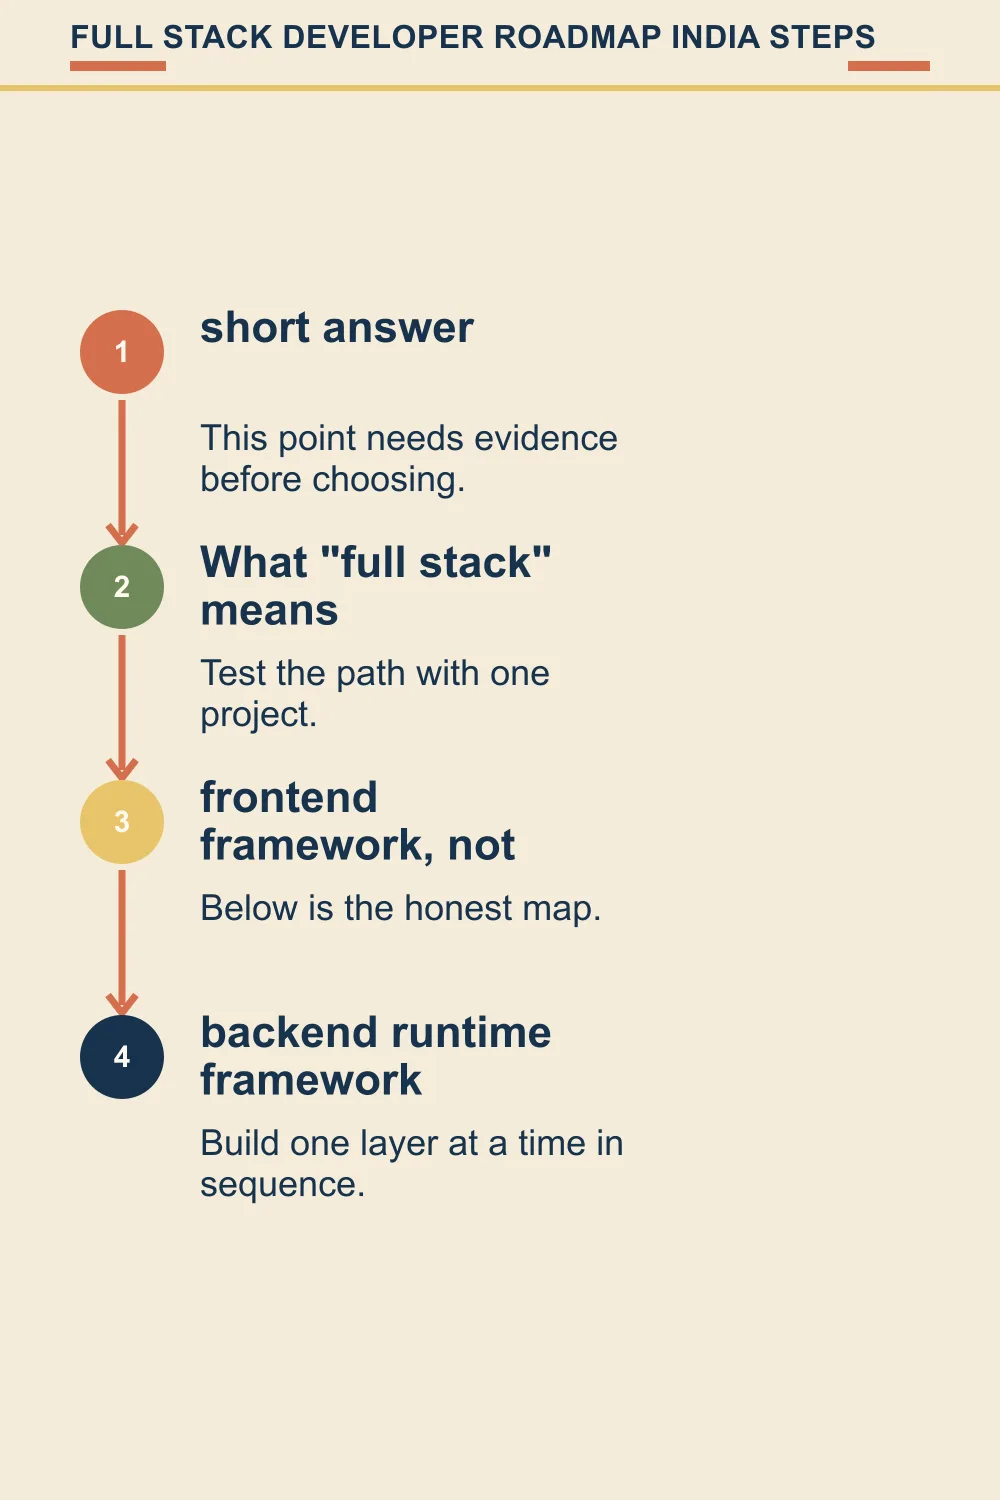 FULL STACK DEVELOPER ROADMAP INDIA STEPS
1
short answer
This point needs evidence
before choosing.
2
What "full stack"
means
Test the path with one
project.
3
frontend
framework, not
Below is the honest map.
4
backend runtime
framework
Build one layer at a time in
sequence.